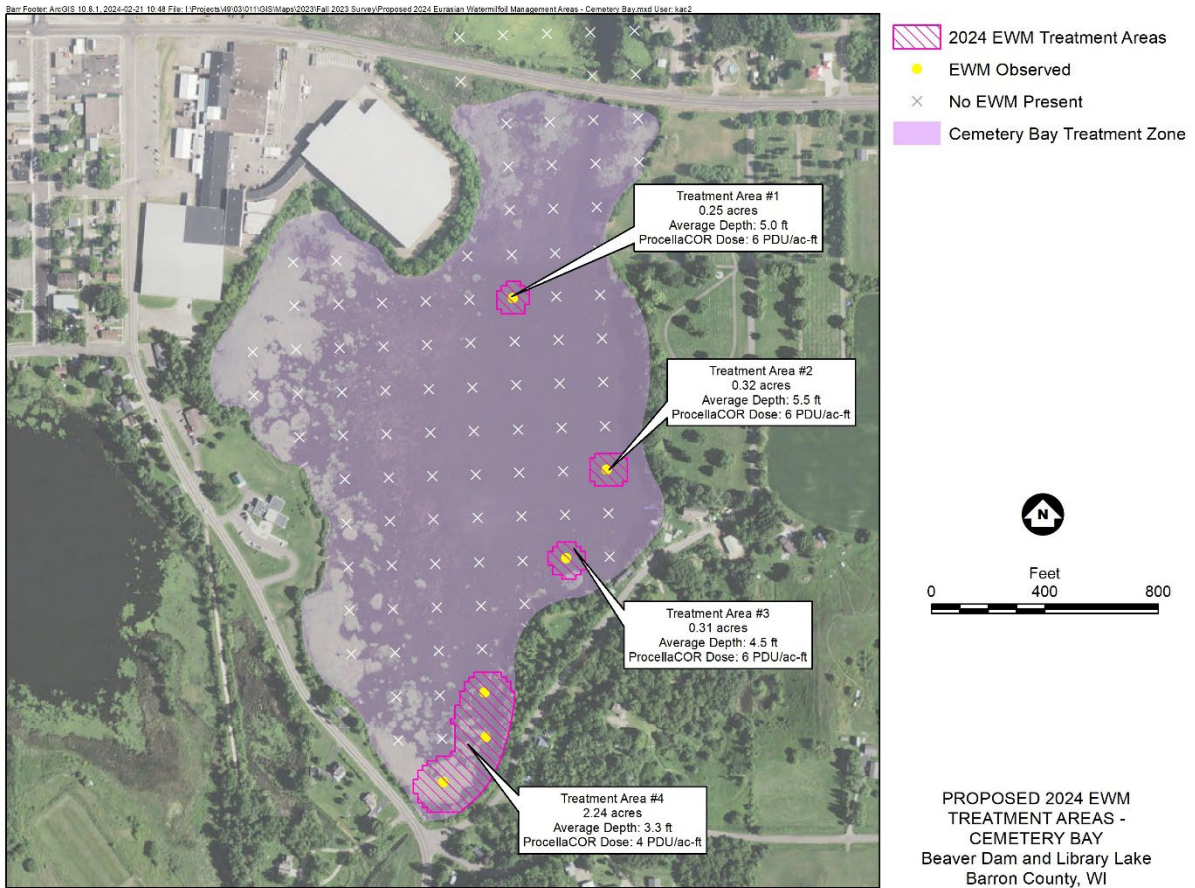 Barr Footer: ArcGIS 10.8.1, 2024-02-21 10:48 File: I:\Projects\49\03\011\GIS\Maps\2023\Fall 2023 Survey\Proposed 2024 Eurasian Watermilfoil Management Areas - Cemetery Bay.mxd User: kac2
2024 EWM Treatment Areas
EWM Observed
No EWM Present
Cemetery Bay Treatment Zone
Treatment Area #1
0.25 acres
Average Depth: 5.0 ft
ProcellaCOR Dose: 6 PDU/ac-ft
Treatment Area #2
0.32 acres
Average Depth: 5.5 ft
ProcellaCOR Dose: 6 PDU/ac-ft
Treatment Area #3
0.31 acres
Average Depth: 4.5 ft
ProcellaCOR Dose: 6 PDU/ac-ft
Treatment Area #4
2.24 acres
Average Depth: 3.3 ft
ProcellaCOR Dose: 4 PDU/ac-ft
N
Feet
0 400 800
PROPOSED 2024 EWM
TREATMENT AREAS -
CEMETERY BAY
Beaver Dam and Library Lake
Barron County, WI